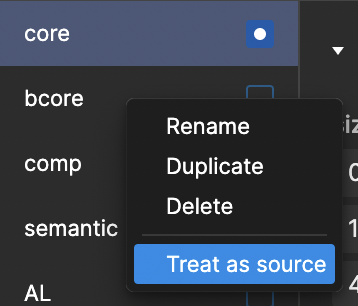 core
bcore
comp
semantic
AL
Rename
Duplicate
Delete
Treat as source